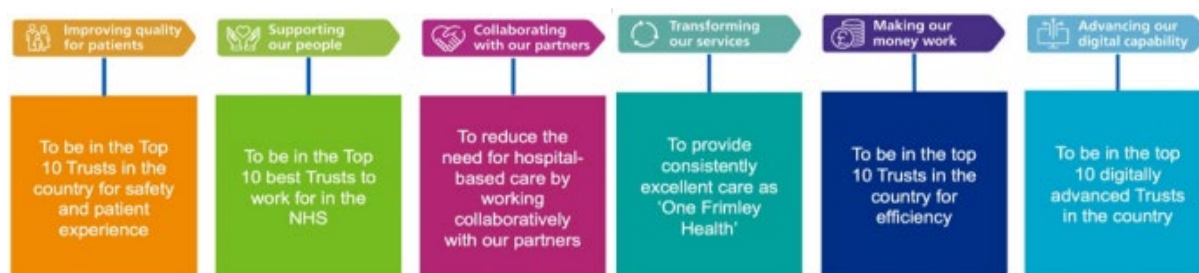 Improving quality
for patients
Supporting
our people
Collaborating
with our partners
Transforming
our services
Making our
money work
Advancing our
digital capability
To be in the Top
10 Trusts in the
country for safety
and patient
experience
To be in the Top
10 best Trusts to
work for in the
NHS
To reduce the
need for hospital-
based care by
working
collaboratively
with our partners
To provide
consistently
excellent care as
‘One Frimley
Health’
To be in the top
10 Trusts in the
country for
efficiency
To be in the top
10 digitally
advanced Trusts
in the country